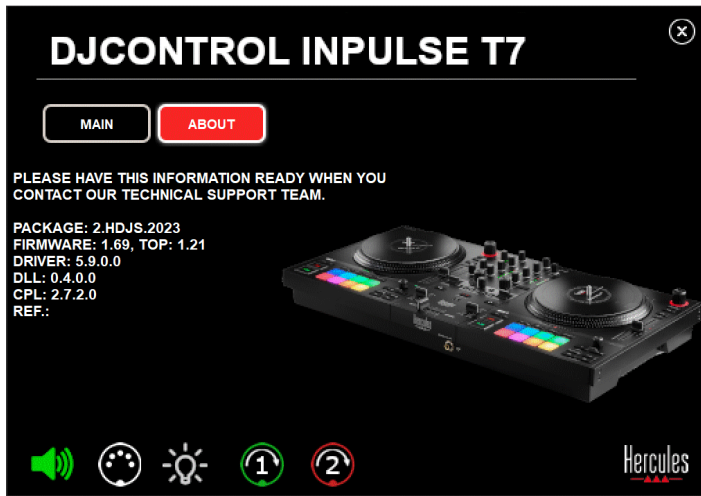 DJCONTROL INPULSE T7
MAIN
ABOUT
PLEASE HAVE THIS INFORMATION READY WHEN YOU
CONTACT OUR TECHNICAL SUPPORT TEAM.
PACKAGE: 2.HDJS.2023
FIRMWARE: 1.69, TOP: 1.21
DRIVER: 5.9.0.0
DLL: 0.4.0.0
CPL: 2.7.2.0
REF.:
1
2
Hercules